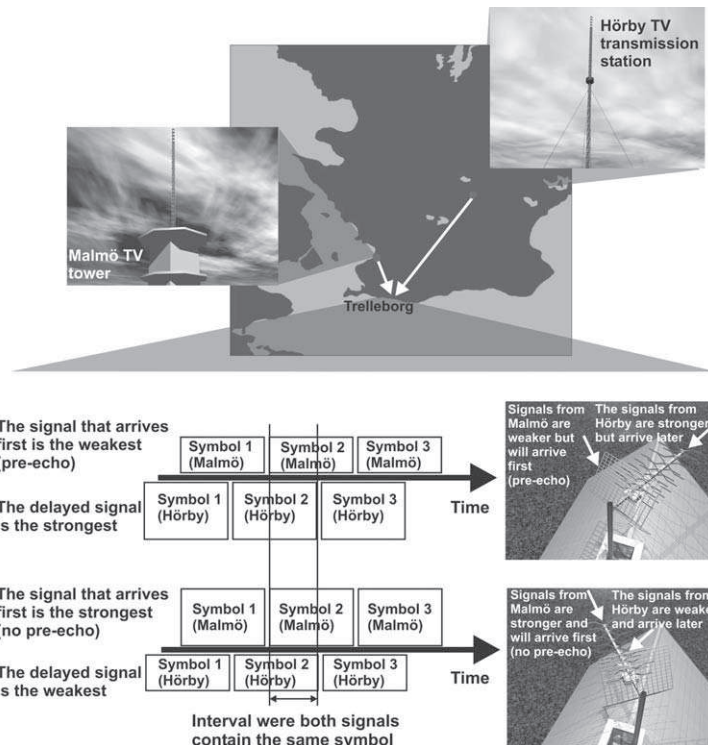 Hörby TV
transmission
station
Malmö TV
tower
Trelleborg
The signal that arrives
first is the weakest
(pre-echo)
Symbol 1
(Malmö)
Symbol 2
(Malmö)
Symbol 3
(Malmö)
The delayed signal
is the strongest
Symbol 1
(Hörby)
Symbol 2
(Hörby)
Symbol 3
(Hörby)
Time
Signals from
Malmö are
weaker but
will arrive
first
(pre-echo)
The signals from
Hörby are stronger
but arrive later
The signal that arrives
first is the strongest
(no pre-echo)
Symbol 1
(Malmö)
Symbol 2
(Malmö)
Symbol 3
(Malmö)
The delayed signal
is the weakest
Symbol 1
(Hörby)
Symbol 2
(Hörby)
Symbol 3
(Hörby)
Time
Interval were both signals
contain the same symbol
Signals from
Malmö are
stronger and
will arrive first
(no pre-echo)
The signals from
Hörby are weake
and arrive later